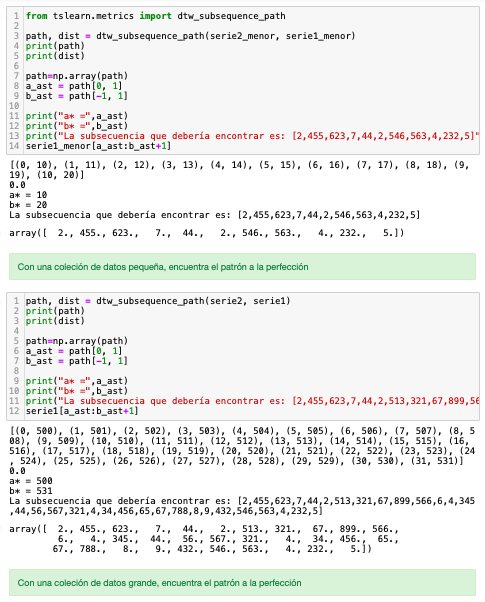 1 from tslearn.metrics import dtw_subsequence_path
2
3 path, dist = dtw_subsequence_path(serie2_menor, serie1_menor)
4 print(path)
5 print(dist)
6
7 path=np.array(path)
8 a_ast = path[0, 1]
9 b_ast = path[-1, 1]
10
11 print("a* =",a_ast)
12 print("b* =",b_ast)
13 print("La subsecuencia que debería encontrar es: [2,455,623,7,44,2,546,563,4,232,5]"
14 serie1_menor[a_ast:b_ast+1]
[(0, 10), (1, 11), (2, 12), (3, 13), (4, 14), (5, 15), (6, 16), (7, 17), (8, 18), (9,
19), (10, 20)]
0.0
a* = 10
b* = 20
La subsecuencia que debería encontrar es: [2,455,623,7,44,2,546,563,4,232,5]
array([ 2., 455., 623., 7., 44., 2., 546., 563., 4., 232., 5.])
Con una coleción de datos pequeña, encuentra el patrón a la perfección
1 path, dist = dtw_subsequence_path(serie2, serie1)
2 print(path)
3 print(dist)
4
5 path=np.array(path)
6 a_ast = path[0, 1]
7 b_ast = path[-1, 1]
8
9 print("a* =",a_ast)
10 print("b* =",b_ast)
11 print("La subsecuencia que debería encontrar es: [2,455,623,7,44,2,513,321,67,899,56
12 serie1[a_ast:b_ast+1]
[(0, 500), (1, 501), (2, 502), (3, 503), (4, 504), (5, 505), (6, 506), (7, 507), (8, 5
08), (9, 509), (10, 510), (11, 511), (12, 512), (13, 513), (14, 514), (15, 515), (16,
516), (17, 517), (18, 518), (19, 519), (20, 520), (21, 521), (22, 522), (23, 523), (24
, 524), (25, 525), (26, 526), (27, 527), (28, 528), (29, 529), (30, 530), (31, 531)]
0.0
a* = 500
b* = 531
La subsecuencia que debería encontrar es: [2,455,623,7,44,2,513,321,67,899,566,6,4,345
,44,56,567,321,4,34,456,65,67,788,8,9,432,546,563,4,232,5]
array([ 2., 455., 623., 7., 44., 2., 513., 321., 67., 899., 566.,
6., 4., 345., 44., 56., 567., 321., 4., 34., 456., 65.,
67., 788., 8., 9., 432., 546., 563., 4., 232., 5.])
Con una coleción de datos grande, encuentra el patrón a la perfección